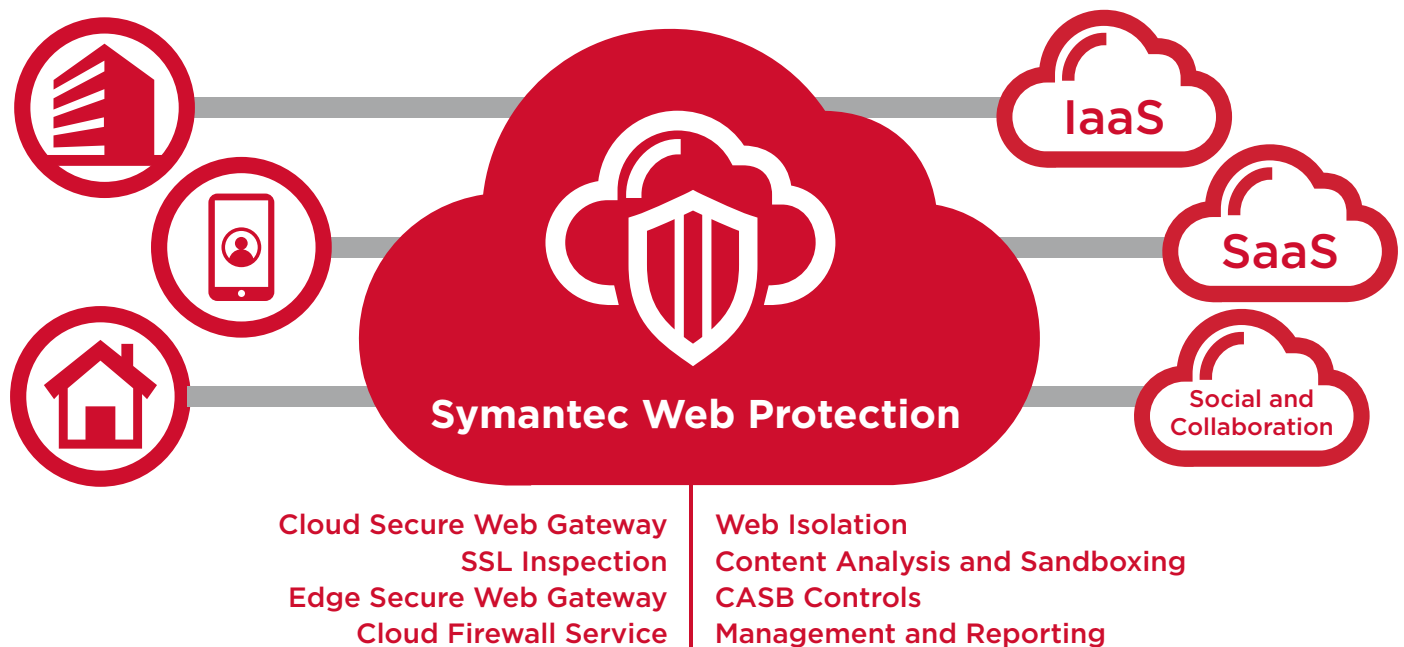 IaaS
SaaS
Social and
Collaboration
Symantec Web Protection
Cloud Secure Web Gateway
SSL Inspection
Edge Secure Web Gateway
Cloud Firewall Service
Web Isolation
Content Analysis and Sandboxing
CASB Controls
Management and Reporting